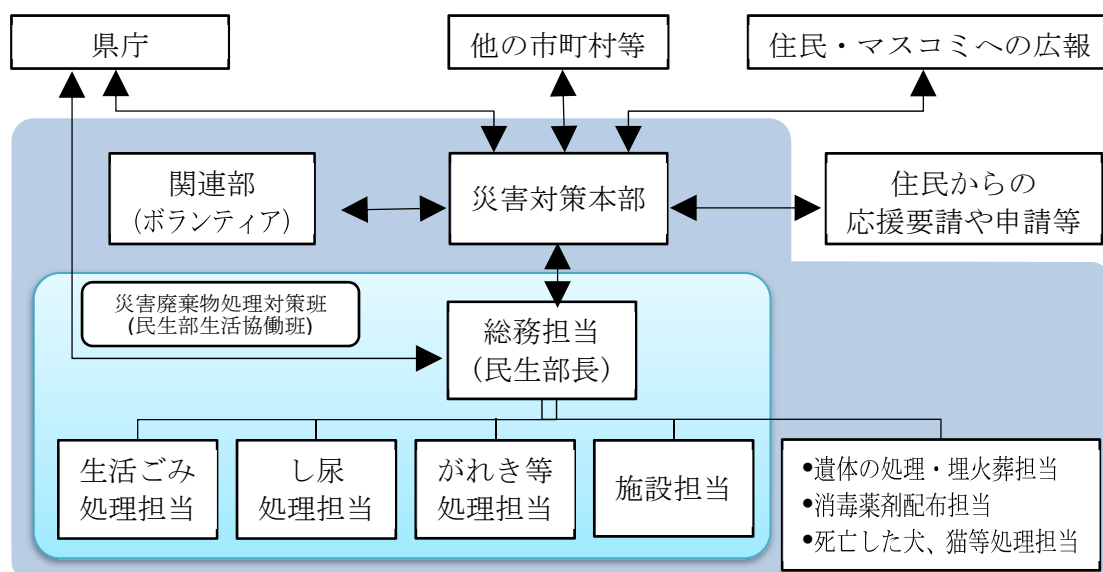 県庁
他の市町村等
住民・マスコミへの広報
関連部
(ボランティア)
災害対策本部
住民からの
応援要請や申請等
災害廃棄物処理対策班
(民生部生活協働班)
総務担当
(民生部長)
生活ごみ
処理担当
し尿
処理担当
がれき等
処理担当
施設担当
●遺体の処理・埋火葬担当
●消毒薬剤配布担当
●死亡した犬、猫等処理担当